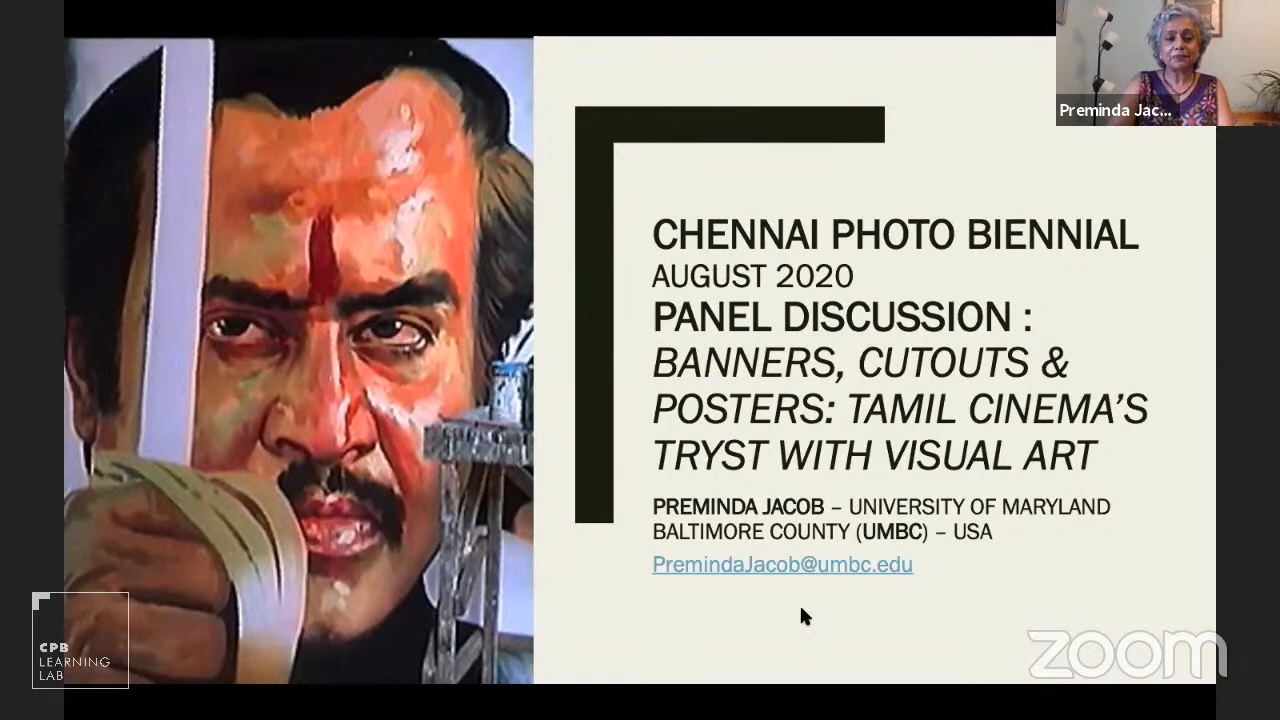 Preminda Jac...
CHENNAI PHOTO BIENNIAL
AUGUST 2020
PANEL DISCUSSION :
BANNERS, CUTOUTS &
POSTERS: TAMIL CINEMA'S
TRYST WITH VISUAL ART
PREMINDA JACOB – UNIVERSITY OF MARYLAND
BALTIMORE COUNTY (UMBC) – USA
PremindaJacob@umbc.edu
CPB
LEARNING
LAB
zoom